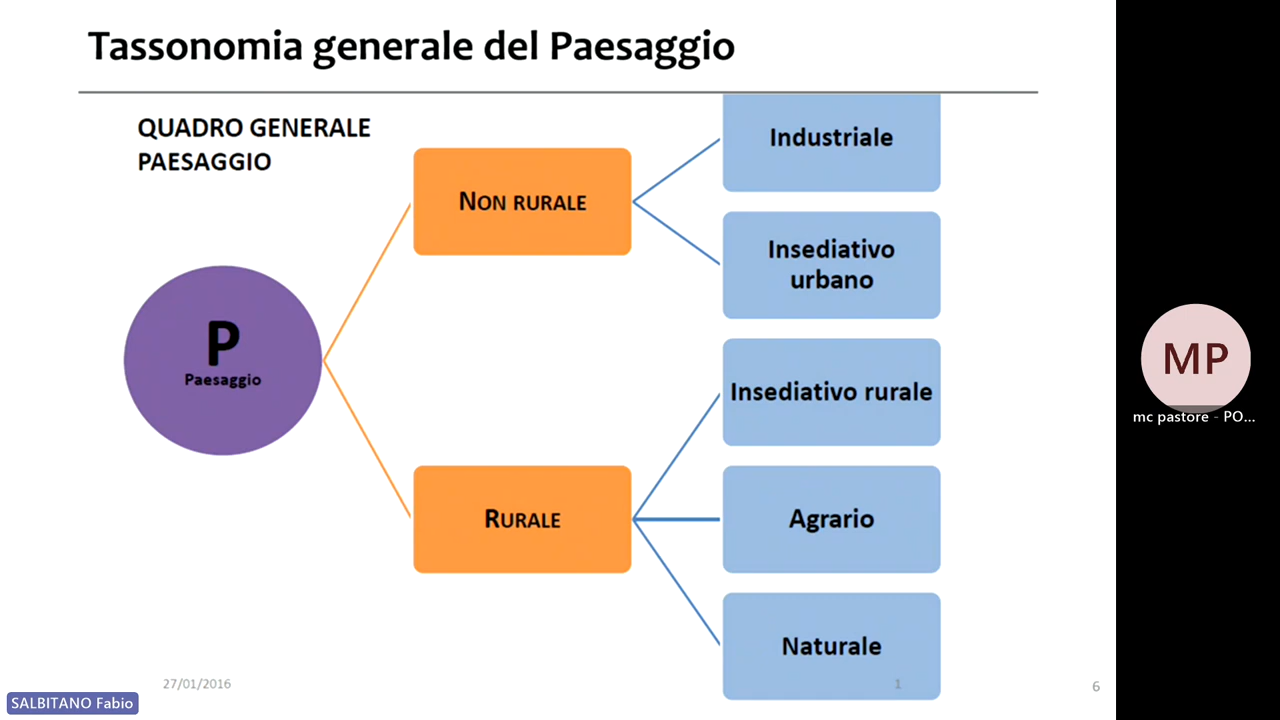 Tassonomia generale del Paesaggio
QUADRO GENERALE
PAESAGGIO
Industriale
NON RURALE
Insediativo
urbano
P
Paesaggio
Insediativo rurale
RURALE
Agrario
Naturale
27/01/2016
1
6
SALBITANO Fabio
MP
mc pastore - PO...